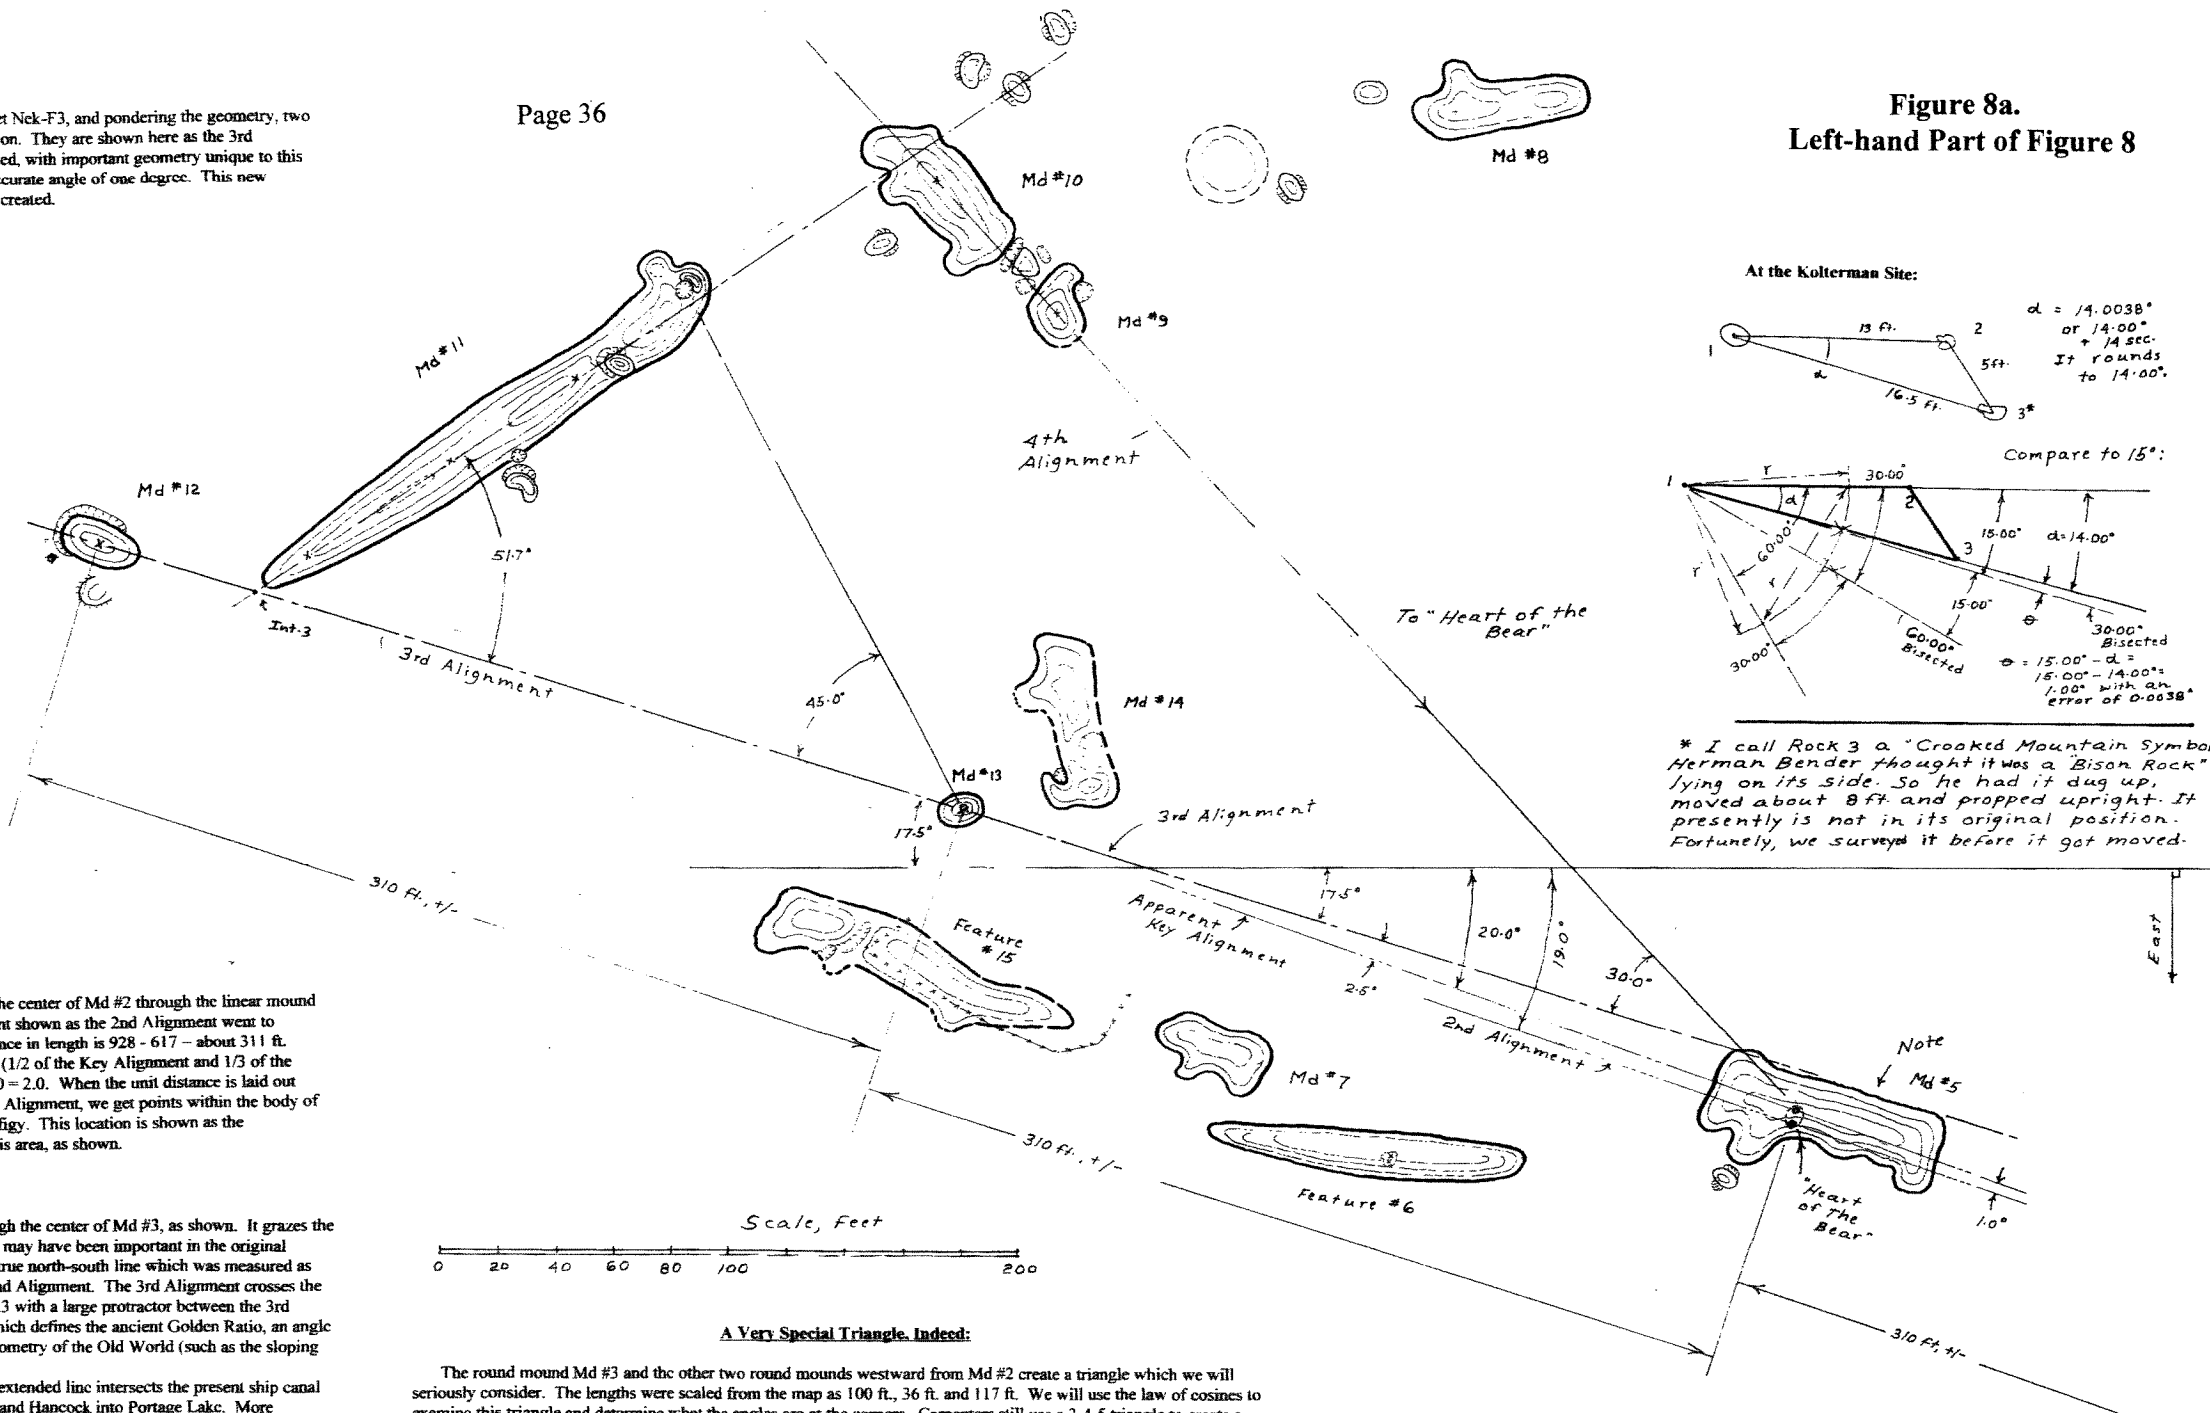 Page 36
Figure 8a.
Left-hand Part of Figure 8
t Nek-F3, and pondering the geometry, two
on. They are shown here as the 3rd
ed, with important geometry unique to this
curate angle of one degree. This new
created.
Md #8
Md #10
Md #9
Md #11
Md #12
51.7°
Int.3
3rd Alignment
45.0°
4th
Alignment
To "Heart of the
Bear"
Md #14
Md #13
17.5°
3rd Alignment
At the Kolterman Site:
1
13 ft.
2
5 ft.
16.5 ft.
3*
α
α = 14.0038°
or 14.00°
+ 14 sec.
It rounds
to 14.00°.
Compare to 15°:
1
r
30.00°
α
2
60.00°
r
r
3
15.00°
α=14.00°
15.00°
30.00°
60.00°
Bisected
θ
30.00°
Bisected
θ = 15.00° - α =
15.00° - 14.00° =
1.00° with an
error of 0.0038°
* I call Rock 3 a "Crooked Mountain Symbol
Herman Bender thought it was a "Bison Rock"
lying on its side. So he had it dug up,
moved about 8 ft. and propped upright. It
presently is not in its original position.
Fortunely, we surveyed it before it got moved.
310 ft., +/-
Feature
#15
Apparent
Key Alignment
17.5°
2.5°
20.0°
19.0°
30.0°
2nd Alignment
East
Note
Md #5
Md #7
310 ft., +/-
Feature #6
"Heart
of The
Bear"
1.0°
310 ft, +/-
Scale, Feet
0 20 40 60 80 100 200
he center of Md #2 through the linear mound
nt shown as the 2nd Alignment went to
nce in length is 928 - 617 – about 311 ft.
(1/2 of the Key Alignment and 1/3 of the
0 = 2.0. When the unit distance is laid out
Alignment, we get points within the body of
figy. This location is shown as the
is area, as shown.
gh the center of Md #3, as shown. It grazes the
may have been important in the original
true north-south line which was measured as
nd Alignment. The 3rd Alignment crosses the
.3 with a large protractor between the 3rd
hich defines the ancient Golden Ratio, an angle
ometry of the Old World (such as the sloping
extended line intersects the present ship canal
and Hancock into Portage Lake. More
A Very Special Triangle, Indeed:
The round mound Md #3 and the other two round mounds westward from Md #2 create a triangle which we will
seriously consider. The lengths were scaled from the map as 100 ft., 36 ft. and 117 ft. We will use the law of cosines to